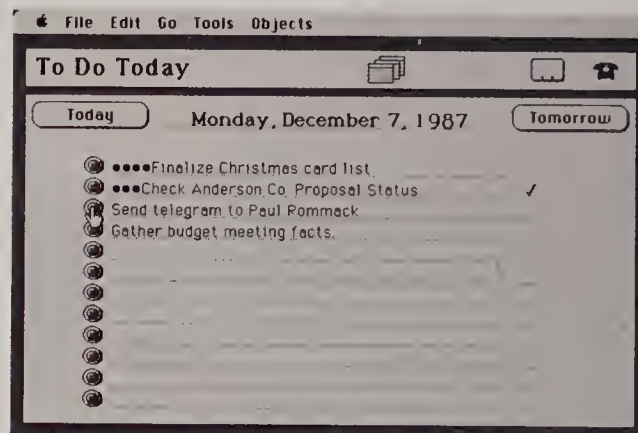 File Edit Go Tools Objects
To Do Today
Today Monday, December 7, 1987 Tomorrow
••••Finalize Christmas card list.
•••Check Anderson Co. Proposal Status ✓
Send telegram to Paul Pommack
Gather budget meeting facts.